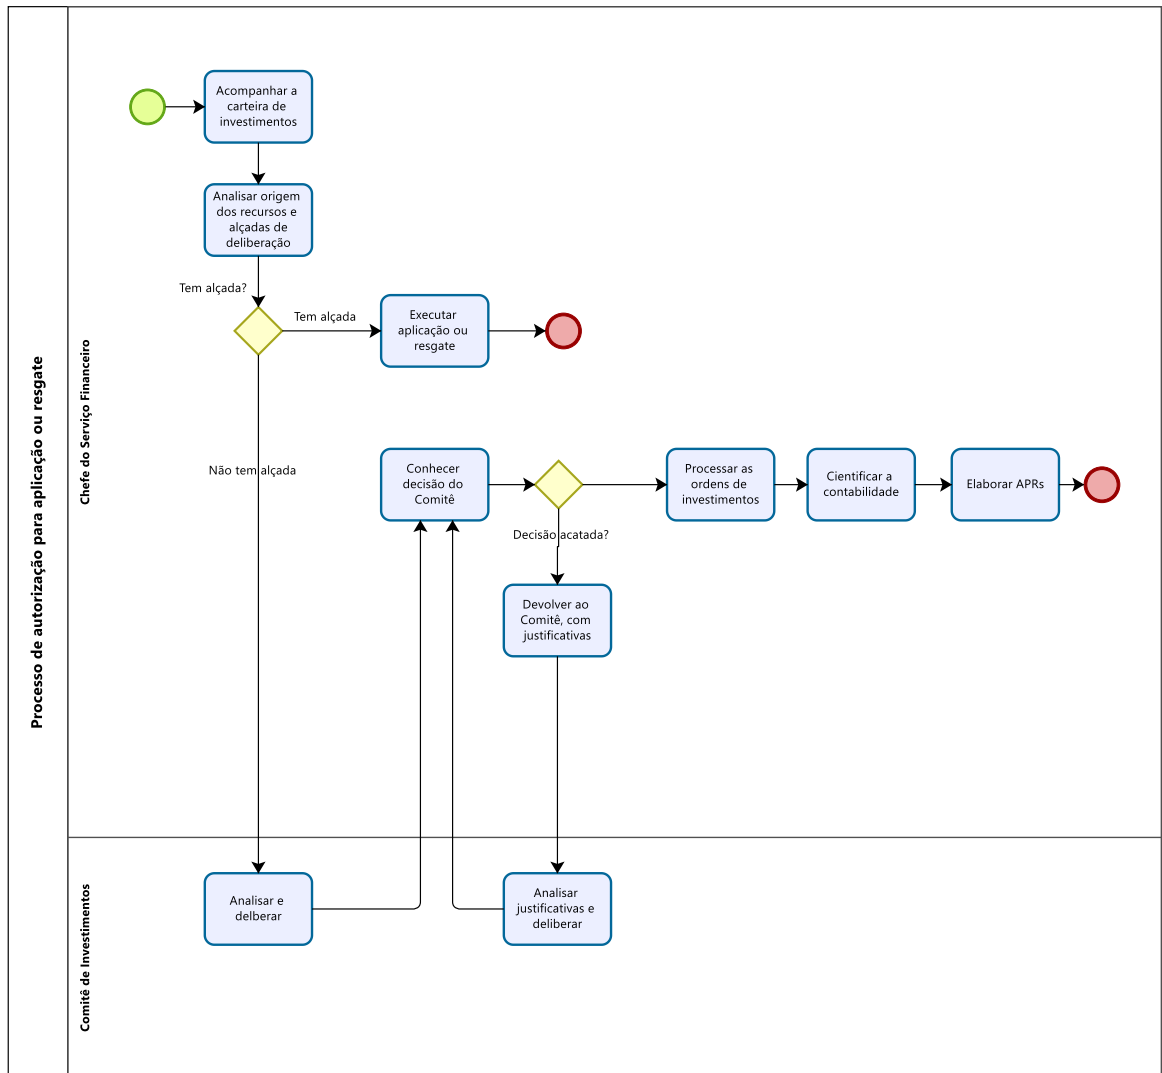 Processo de autorização para aplicação ou resgate
Chefe do Serviço Financeiro
Acompanhar a
carteira de
investimentos
Analisar origem
dos recursos e
alçadas de
deliberação
Tem alçada?
Tem alçada
Executar
aplicação ou
resgate
Não tem alçada
Conhecer
decisão do
Comitê
Decisão acatada?
Processar as
ordens de
investimentos
Cientificar a
contabilidade
Elaborar APRs
Devolver ao
Comitê, com
justificativas
Comitê de Investimentos
Analisar e
delberar
Analisar
justificativas e
deliberar